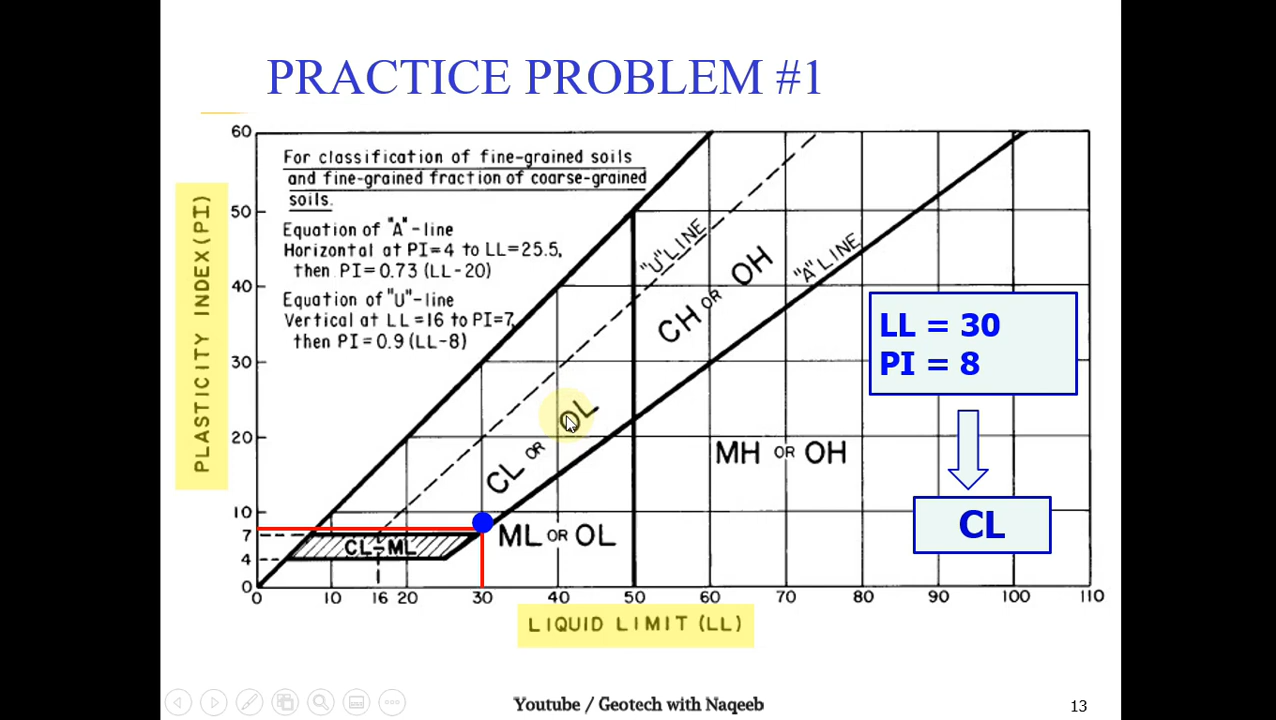 PRACTICE PROBLEM #1
For classification of fine-grained soils
and fine-grained fraction of coarse-grained
soils.
Equation of "A"-line
Horizontal at PI=4 to LL=25.5,
then PI=0.73 (LL-20)
Equation of "U"-line
Vertical at LL=16 to PI=7,
then PI=0.9 (LL-8)
PLASTICITY INDEX (PI)
60
50
40
30
20
10
7
4
0
"U" LINE
"A" LINE
CH OR OH
CL OR OL
MH OR OH
ML OR OL
CL-ML
LL = 30
PI = 8
CL
0 10 16 20 30 40 50 60 70 80 90 100 110
LIQUID LIMIT (LL)
Youtube / Geotech with Naqeeb
13